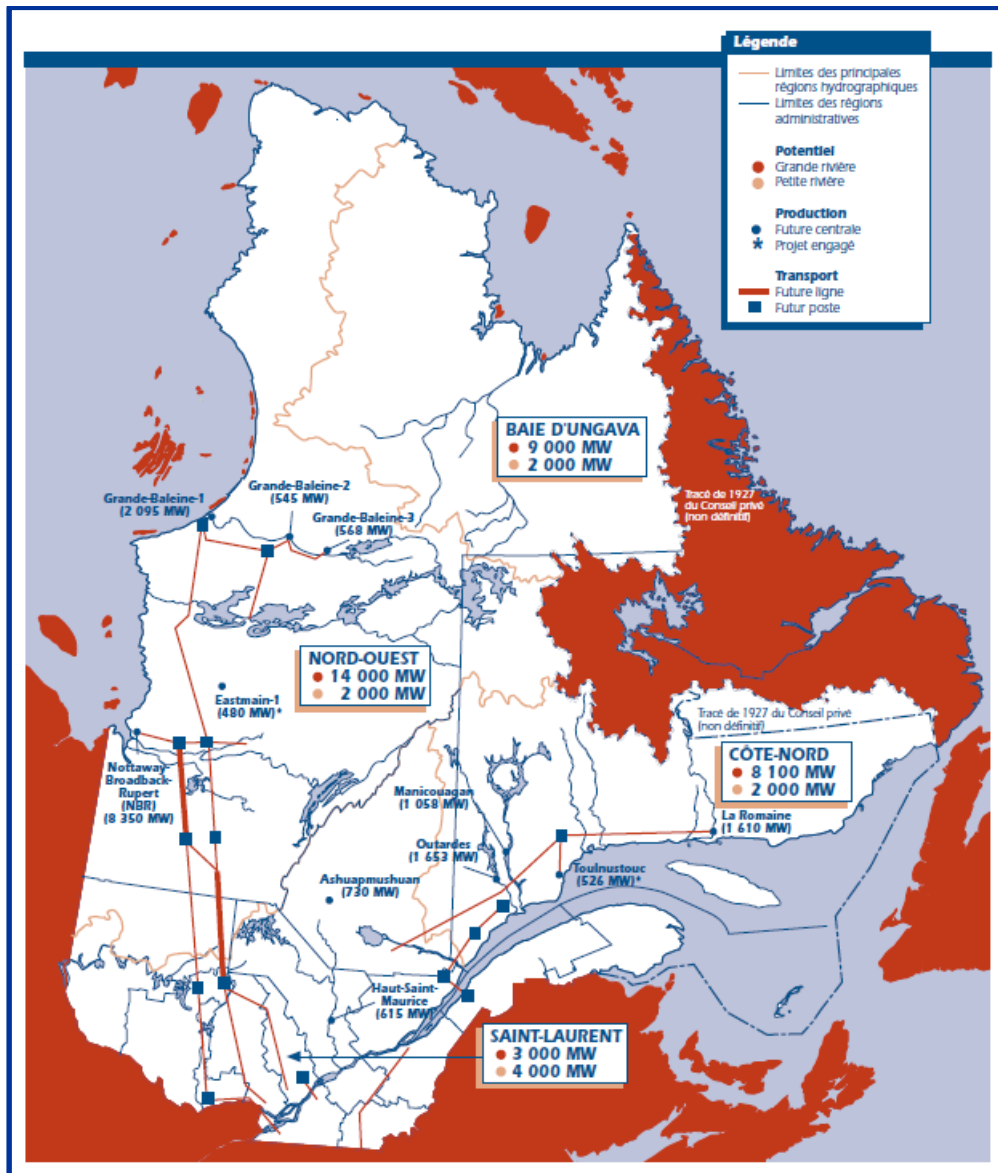 Légende
Limites des principales
régions hydrographiques
Limites des régions
administratives
Potentiel
Grande rivière
Petite rivière
Production
Future centrale
* Projet engagé
Transport
Future ligne
Futur poste
BAIE D'UNGAVA
9 000 MW
2 000 MW
Grande-Baleine-1
(2 095 MW)
Grande-Baleine-2
(545 MW)
Grande-Baleine-3
(568 MW)
Tracé de 1927
du Conseil privé
(non définitif)
NORD-OUEST
14 000 MW
2 000 MW
Eastmain-1
(480 MW)*
Tracé de 1927 du Conseil privé
(non définitif)
CÔTE-NORD
8 100 MW
2 000 MW
Nottaway-
Broadback-
Rupert
(NBR)
(8 350 MW)
Manicouagan
(1 058 MW)
La Romaine
(1 610 MW)
Outardes
(1 653 MW)
Toulnustouc
(526 MW)*
Ashuapmushuan
(730 MW)
Haut-Saint-
Maurice
(615 MW)
SAINT-LAURENT
3 000 MW
4 000 MW